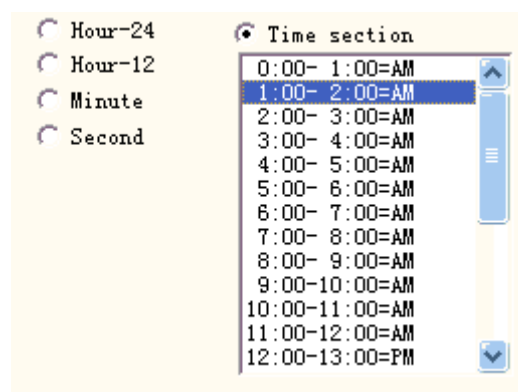 Hour-24
Hour-12
Minute
Second
Time section
0:00- 1:00=AM
1:00- 2:00=AM
2:00- 3:00=AM
3:00- 4:00=AM
4:00- 5:00=AM
5:00- 6:00=AM
6:00- 7:00=AM
7:00- 8:00=AM
8:00- 9:00=AM
9:00-10:00=AM
10:00-11:00=AM
11:00-12:00=AM
12:00-13:00=PM